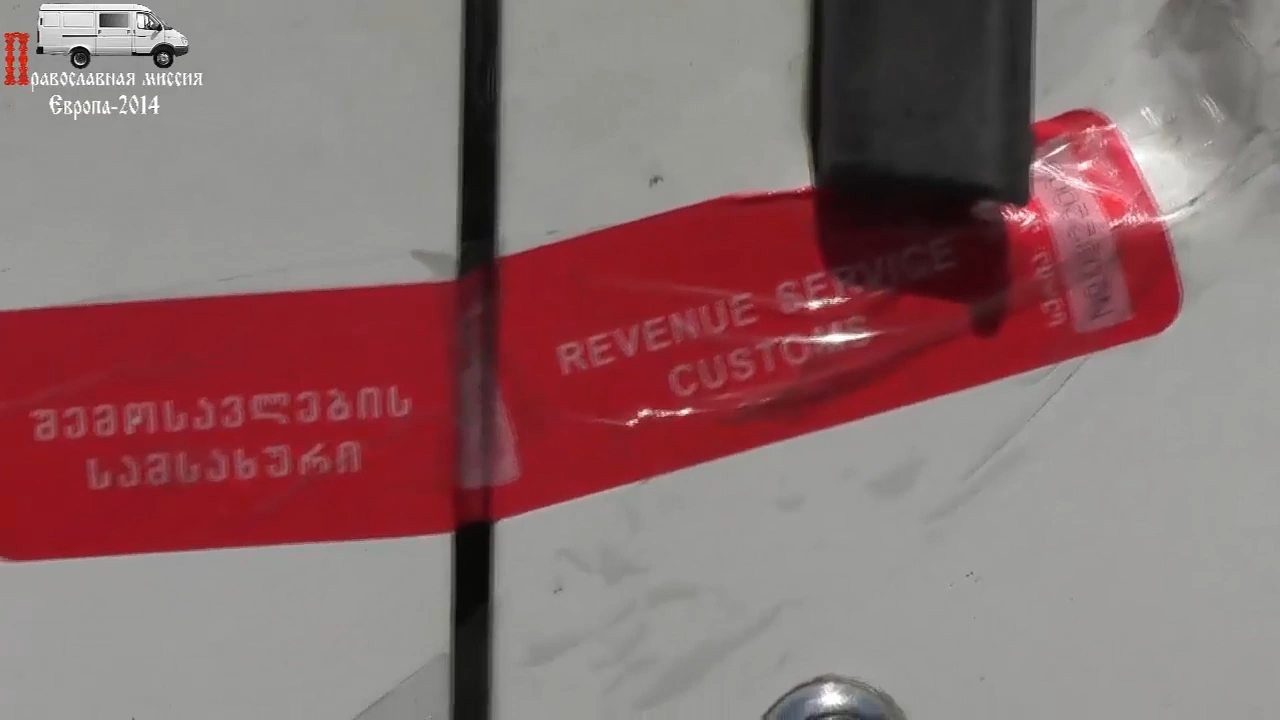 Православная миссия
Европа-2014
REVENUE SERVICE
CUSTOMS
ᲨᲔᲛᲝᲡᲐᲕᲚᲔᲑᲘᲡ
ᲡᲐᲛᲡᲐᲮᲣᲠᲘ